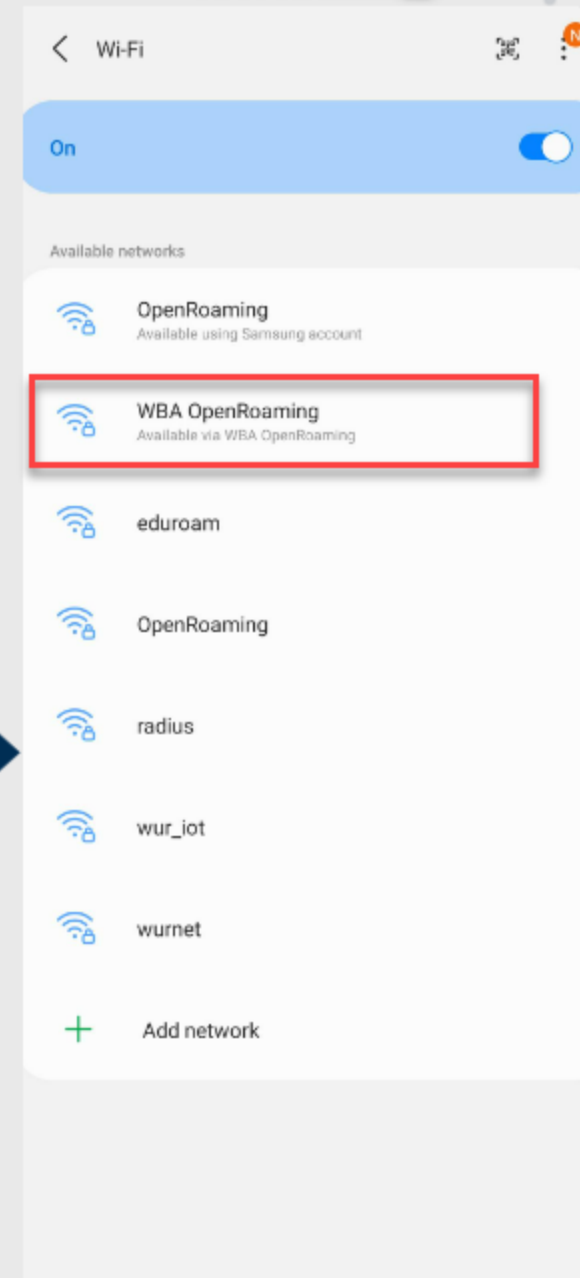 Wi-Fi
N
On
Available networks
OpenRoaming
Available using Samsung account
WBA OpenRoaming
Available via WBA OpenRoaming
eduroam
OpenRoaming
radius
wur_iot
wurnet
Add network